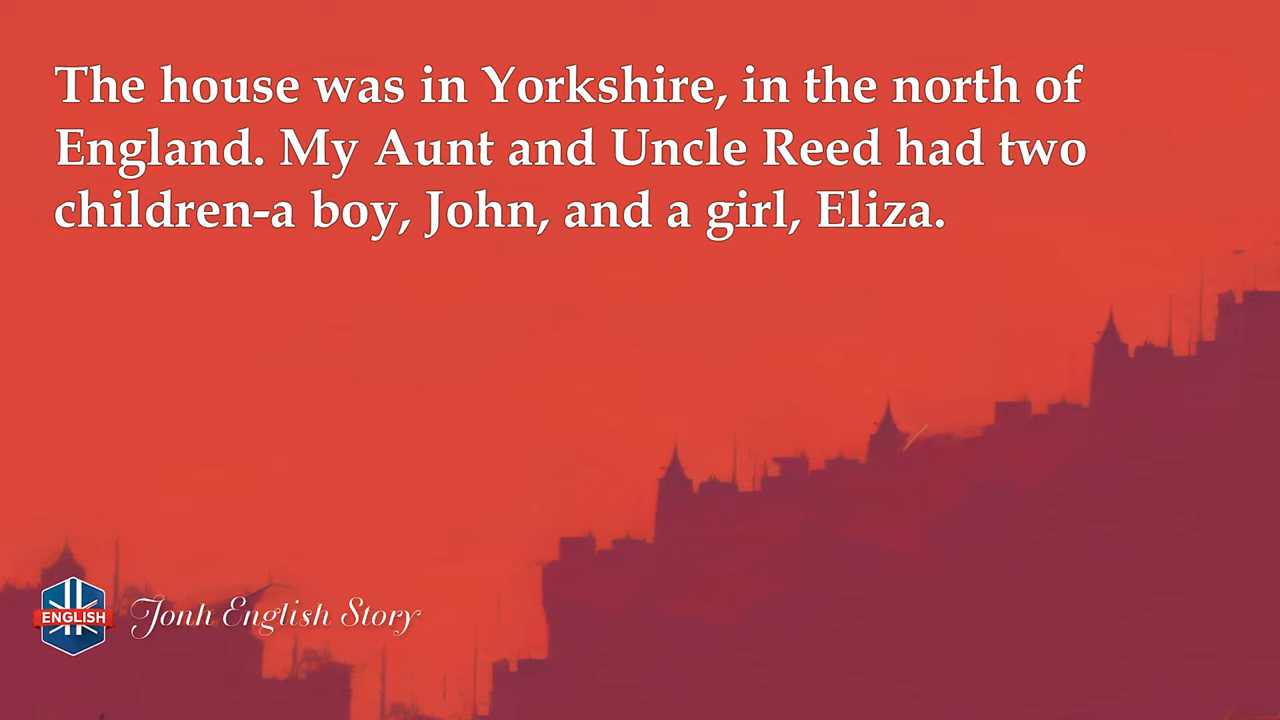 The house was in Yorkshire, in the north of
England. My Aunt and Uncle Reed had two
children-a boy, John, and a girl, Eliza.
ENGLISH
Jonh English Story